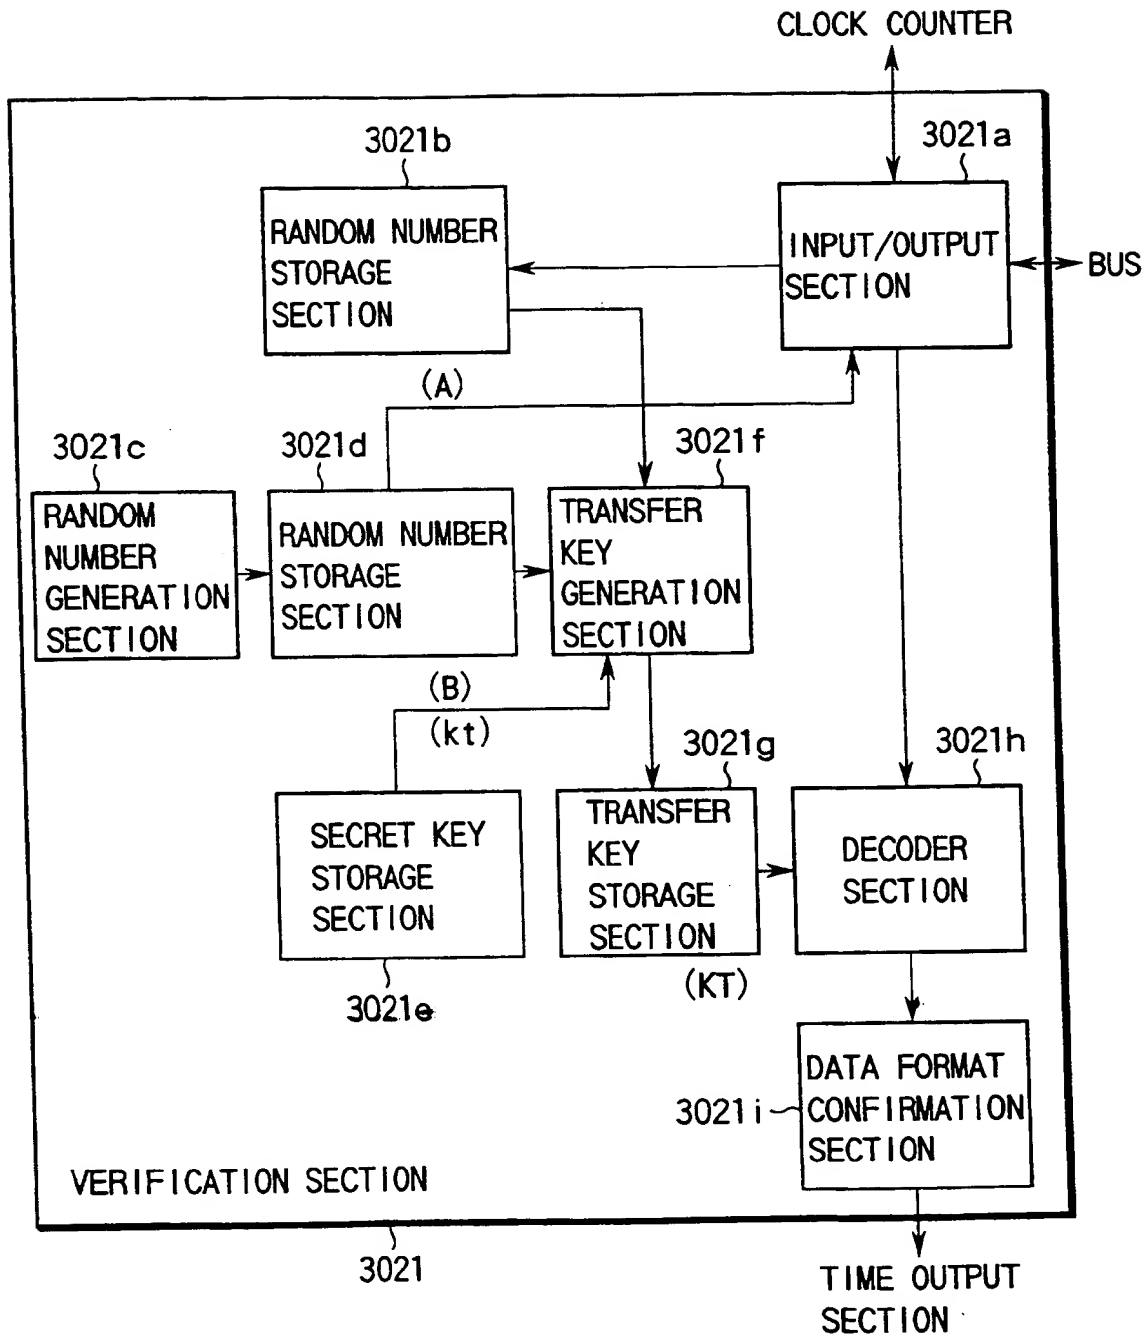 CLOCK COUNTER
3021b
3021a
RANDOM NUMBER
STORAGE
SECTION
INPUT/OUTPUT
SECTION
BUS
(A)
3021c
3021d
3021f
RANDOM
NUMBER
GENERATION
SECTION
RANDOM NUMBER
STORAGE
SECTION
TRANSFER
KEY
GENERATION
SECTION
(B)
(kt)
3021g
3021h
SECRET KEY
STORAGE
SECTION
TRANSFER
KEY
STORAGE
SECTION
DECODER
SECTION
(KT)
3021e
DATA FORMAT
CONFIRMATION
SECTION
3021i
VERIFICATION SECTION
3021
TIME OUTPUT
SECTION